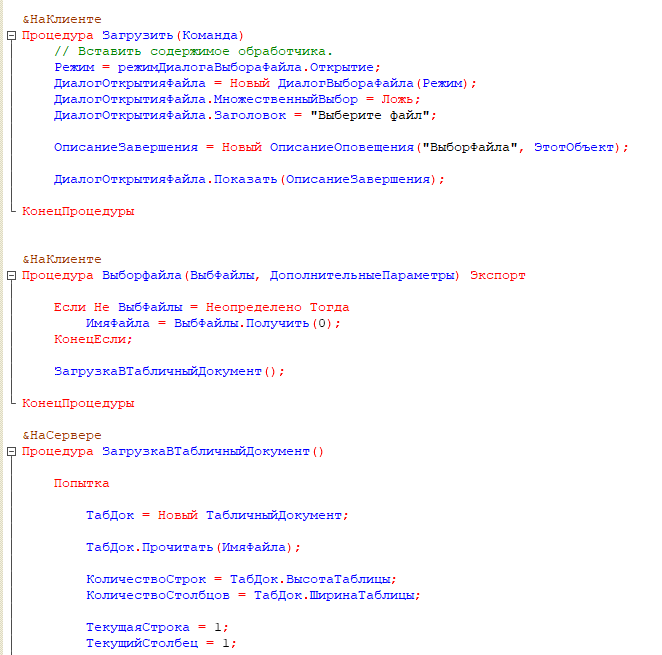 &НаКлиенте
Процедура Загрузить(Команда)
// Вставить содержимое обработчика.
Режим = режимДиалогаВыбораФайла.Открытие;
ДиалогОткрытияФайла = Новый ДиалогВыбораФайла(Режим);
ДиалогОткрытияФайла.МножественныйВыбор = Ложь;
ДиалогОткрытияФайла.Заголовок = "Выберите файл";
ОписаниеЗавершения = Новый ОписаниеОповещения("ВыборФайла", ЭтотОбъект);
ДиалогОткрытияФайла.Показать(ОписаниеЗавершения);
КонецПроцедуры
&НаКлиенте
Процедура Выборфайла(ВыбФайлы, ДополнительныеПараметры) Экспорт
Если Не ВыбФайлы = Неопределено Тогда
ИмяФайла = ВыбФайлы.Получить(0);
КонецЕсли;
ЗагрузкаВТабличныйДокумент();
КонецПроцедуры
&НаСервере
Процедура ЗагрузкаВТабличныйДокумент()
Попытка
ТабДок = Новый ТабличныйДокумент;
ТабДок.Прочитать(ИмяФайла);
КоличествоСтрок = ТабДок.ВысотаТаблицы;
КоличествоСтолбцов = ТабДок.ШиринаТаблицы;
ТекущаяСтрока = 1;
ТекущийСтолбец = 1;